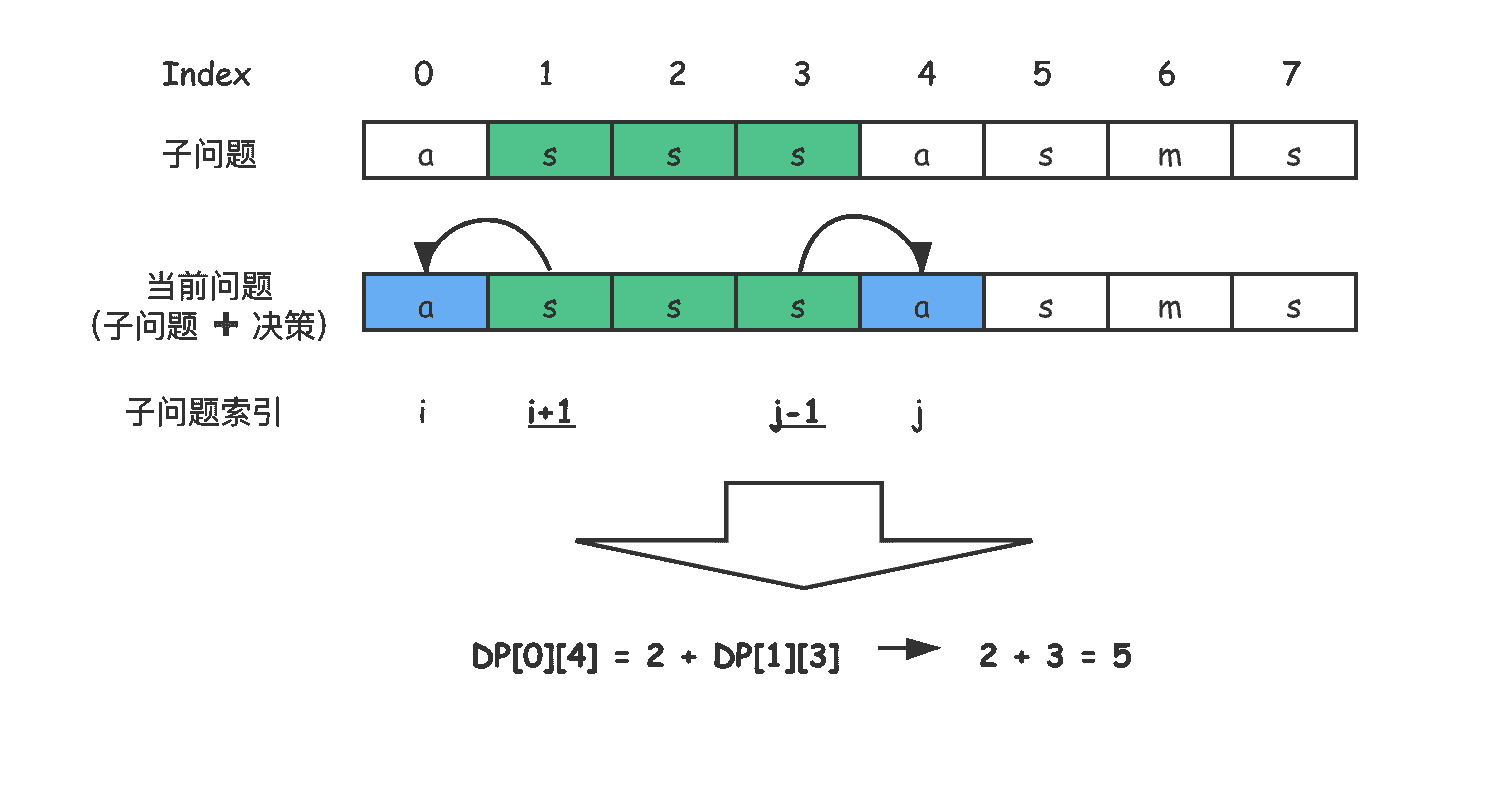 Index 0 1 2 3 4 5 6 7
子问题 a s s s a s m s
当前问题
(子问题 + 决策) a s s s a s m s
子问题索引 i i+1 j-1 j
DP[0][4] = 2 + DP[1][3] 2 + 3 = 5